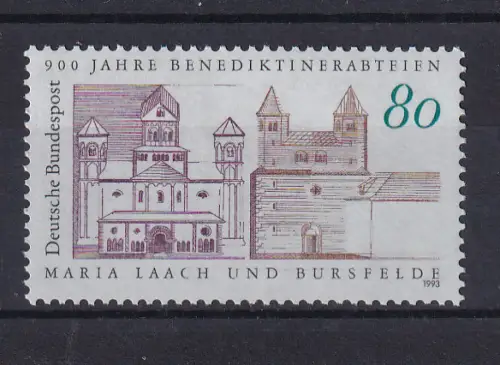 900 JAHRE BENEDIKTINERABTEIEN
Deutsche Bundespost
80
MARIA LAACH UND BURSFELDE
1993